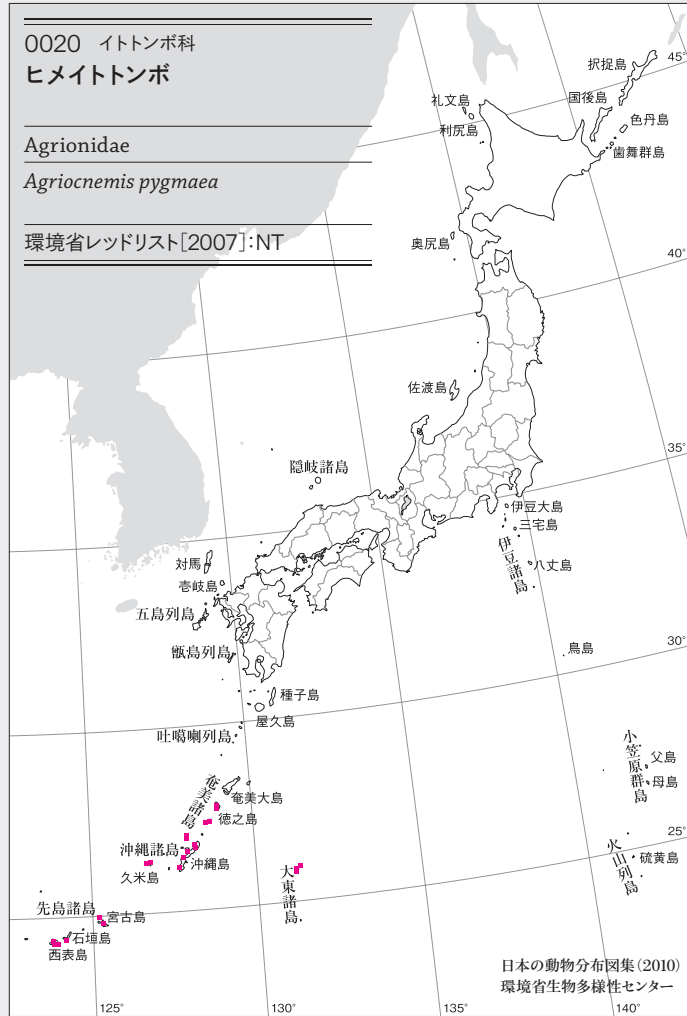 0020 イトトンボ科
ヒメイトトンボ
Agrionidae
Agriocnemis pygmaea
環境省レッドリスト[2007]:NT
45°
択捉島
国後島
礼文島
色丹島
利尻島
歯舞群島
奥尻島
40°
佐渡島
35°
隠岐諸島
伊豆大島
三宅島
伊豆諸島
八丈島
対馬
壱岐島
五島列島
甑島列島
鳥島
30°
種子島
屋久島
吐噶喇列島
小笠原群島
父島
母島
奄美諸島
奄美大島
徳之島
25°
火山列島
硫黄島
沖縄諸島
沖縄島
久米島
大東諸島
先島諸島
宮古島
石垣島
西表島
日本の動物分布図集(2010)
環境省生物多様性センター
125°
130°
135°
140°